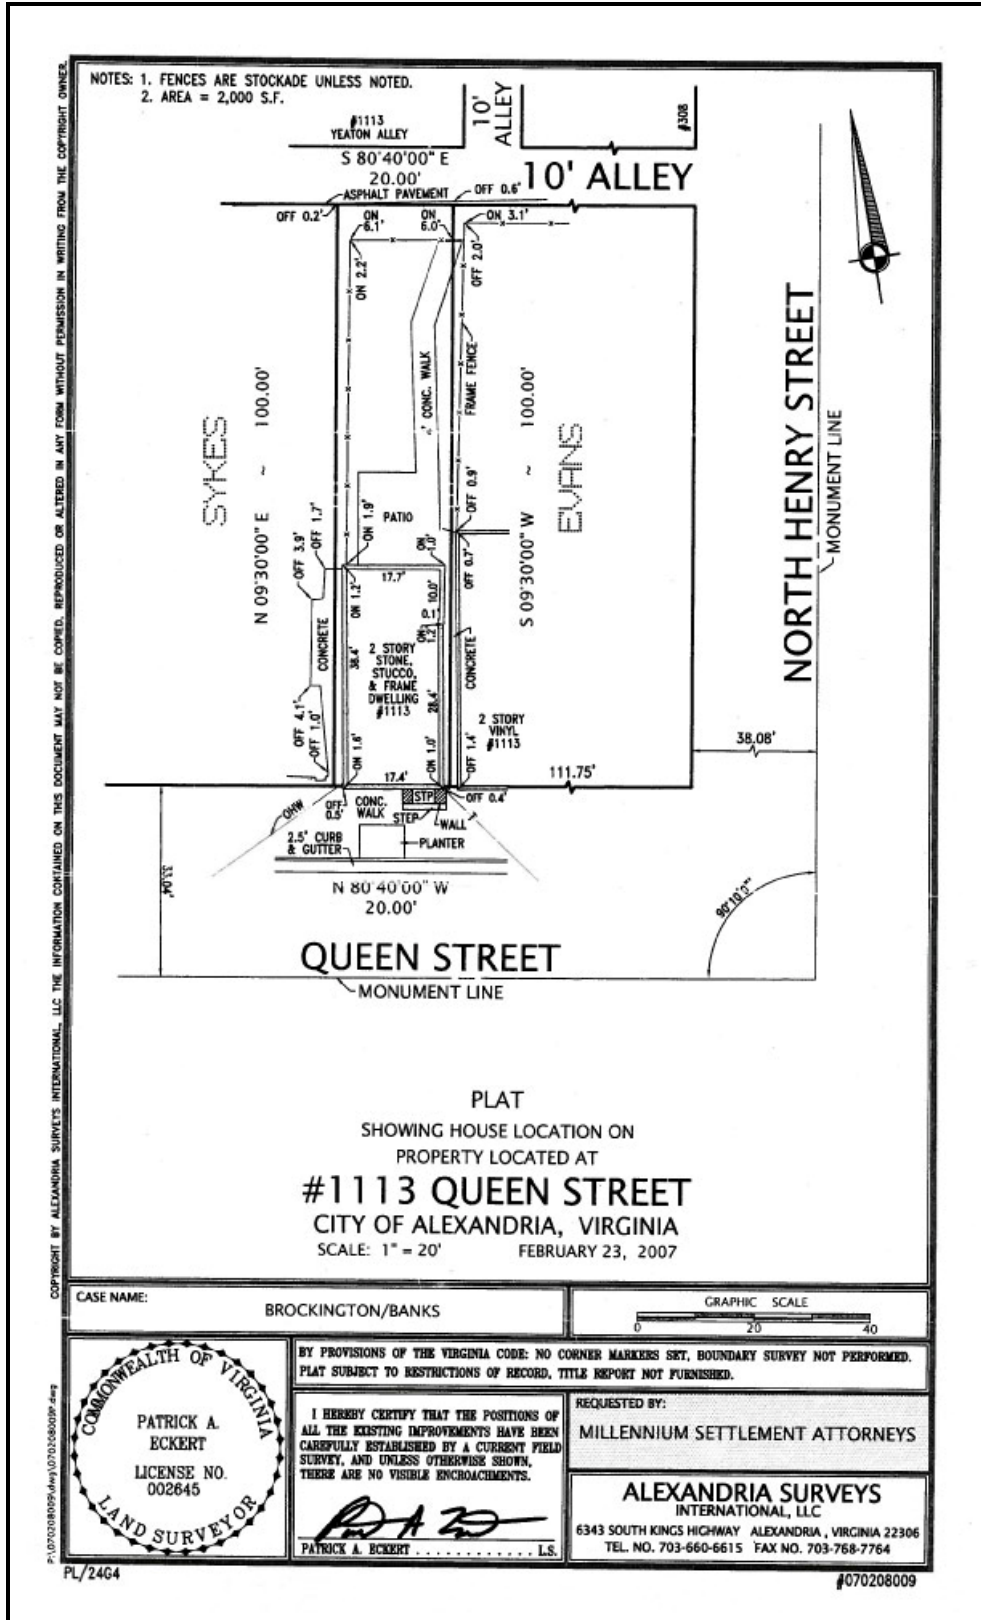 NOTES: 1. FENCES ARE STOCKADE UNLESS NOTED.
2. AREA = 2,000 S.F.
#1113
YEATON ALLEY
10'
ALLEY
#308
S 80°40'00" E
20.00'
10' ALLEY
ASPHALT PAVEMENT
OFF 0.6'
OFF 0.2'
ON
6.1'
ON
6.0'
ON 3.1'
ON 2.2'
OFF 2.0'
FRAME FENCE
CONC. WALK
SYKES
N 09°30'00" E ~ 100.00'
EVANS
S 09°30'00" W ~ 100.00'
NORTH HENRY STREET
MONUMENT LINE
OFF 3.9'
OFF 1.7'
ON 1.9'
PATIO
ON
1.0'
OFF 0.9'
OFF 0.7'
17.7'
ON 1.2'
10.0'
0.1'
ON
1.2'
CONCRETE
38.4'
2 STORY
STONE,
STUCCO,
& FRAME
DWELLING
#1113
28.4'
CONCRETE
2 STORY
VINYL
#1113
OFF 4.1'
OFF 1.0'
ON 1.6'
ON 1.0'
OFF 1.4'
17.4'
111.75'
38.08'
OHW
OFF
0.5'
CONC.
WALK
STP
OFF 0.4'
STEP
WALL
T
2.5' CURB
& GUTTER
PLANTER
33.04'
N 80°40'00" W
20.00'
90°10'0"
QUEEN STREET
MONUMENT LINE
PLAT
SHOWING HOUSE LOCATION ON
PROPERTY LOCATED AT
#1113 QUEEN STREET
CITY OF ALEXANDRIA, VIRGINIA
SCALE: 1" = 20' FEBRUARY 23, 2007
COPYRIGHT BY ALEXANDRIA SURVEYS INTERNATIONAL, LLC THE INFORMATION CONTAINED ON THIS DOCUMENT MAY NOT BE COPIED, REPRODUCED OR ALTERED IN ANY FORM WITHOUT PERMISSION IN WRITING FROM THE COPYRIGHT OWNER.
CASE NAME:
BROCKINGTON/BANKS
GRAPHIC SCALE
0 20 40
COMMONWEALTH OF VIRGINIA
PATRICK A.
ECKERT
LICENSE NO.
002645
LAND SURVEYOR
BY PROVISIONS OF THE VIRGINIA CODE: NO CORNER MARKERS SET, BOUNDARY SURVEY NOT PERFORMED.
PLAT SUBJECT TO RESTRICTIONS OF RECORD, TITLE REPORT NOT FURNISHED.
I HEREBY CERTIFY THAT THE POSITIONS OF
ALL THE EXISTING IMPROVEMENTS HAVE BEEN
CAREFULLY ESTABLISHED BY A CURRENT FIELD
SURVEY, AND UNLESS OTHERWISE SHOWN,
THERE ARE NO VISIBLE ENCROACHMENTS.
PATRICK A. ECKERT . . . . . . . . . . . . L.S.
REQUESTED BY:
MILLENNIUM SETTLEMENT ATTORNEYS
ALEXANDRIA SURVEYS
INTERNATIONAL, LLC
6343 SOUTH KINGS HIGHWAY ALEXANDRIA, VIRGINIA 22306
TEL. NO. 703-660-6615 FAX NO. 703-768-7764
P:\070208009\dwg\070208009P.dwg
PL/24G4
#070208009